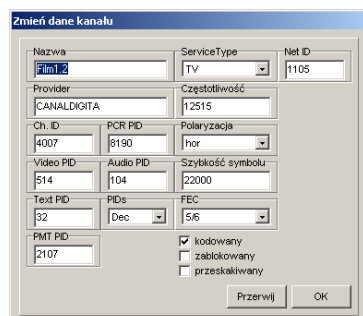 Zmień dane kanału
Nazwa ServiceType Net ID
Film1.2 TV 1105
Provider Częstotliwość
CANALDIGITA 12515
Ch. ID PCR PID Polaryzacja
4007 8190 hor
Video PID Audio PID Szybkość symbolu
514 104 22000
Text PID PIDs FEC
32 Dec 5/6
PMT PID
2107
kodowany
zablokowany
przeskakiwany
Przerwij OK